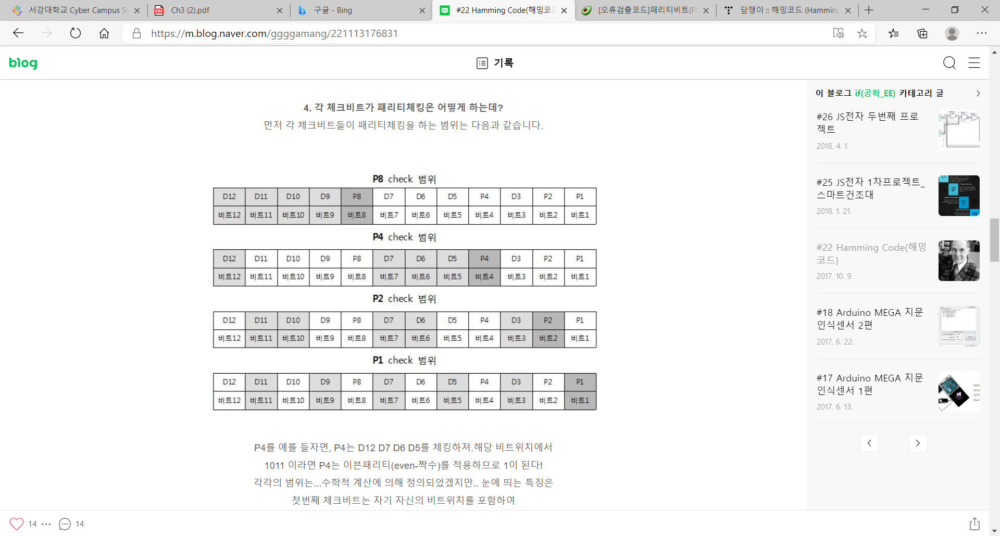 서강대학교 Cyber Campus Sy
Ch3 (2).pdf
구글 - Bing
#22 Hamming Code(해밍코드
[오류검출코드]패리티비트(Pa
담쟁이 :: 해밍코드 (Hamming
https://m.blog.naver.com/ggggamang/221113176831
blog
기록
4. 각 체크비트가 패리티체킹은 어떻게 하는데?
먼저 각 체크비트들이 패리티체킹을 하는 범위는 다음과 같습니다.
P8 check 범위
D12 D11 D10 D9 P8 D7 D6 D5 P4 D3 P2 P1
비트12 비트11 비트10 비트9 비트8 비트7 비트6 비트5 비트4 비트3 비트2 비트1
P4 check 범위
D12 D11 D10 D9 P8 D7 D6 D5 P4 D3 P2 P1
비트12 비트11 비트10 비트9 비트8 비트7 비트6 비트5 비트4 비트3 비트2 비트1
P2 check 범위
D12 D11 D10 D9 P8 D7 D6 D5 P4 D3 P2 P1
비트12 비트11 비트10 비트9 비트8 비트7 비트6 비트5 비트4 비트3 비트2 비트1
P1 check 범위
D12 D11 D10 D9 P8 D7 D6 D5 P4 D3 P2 P1
비트12 비트11 비트10 비트9 비트8 비트7 비트6 비트5 비트4 비트3 비트2 비트1
P4를 예를 들자면, P4는 D12 D7 D6 D5를 체킹하져.해당 비트위치에서
1011 이라면 P4는 이븐패리티(even-짝수)를 적용하므로 1이 된다!
각각의 범위는...수학적 계산에 의해 정의되었겠지만.. 눈에 띄는 특징은
첫번째 체크비트는 자기 자신의 비트위치를 포함하여
이 블로그 if(공학_EE) 카테고리 글
#26 JS전자 두번째 프로
젝트
2018. 4. 1.
#25 JS전자 1차프로젝트_
스마트건조대
2018. 1. 21.
#22 Hamming Code(해밍
코드)
2017. 10. 9.
#18 Arduino MEGA 지문
인식센서 2편
2017. 6. 22.
#17 Arduino MEGA 지문
인식센서 1편
2017. 6. 13.
14
14